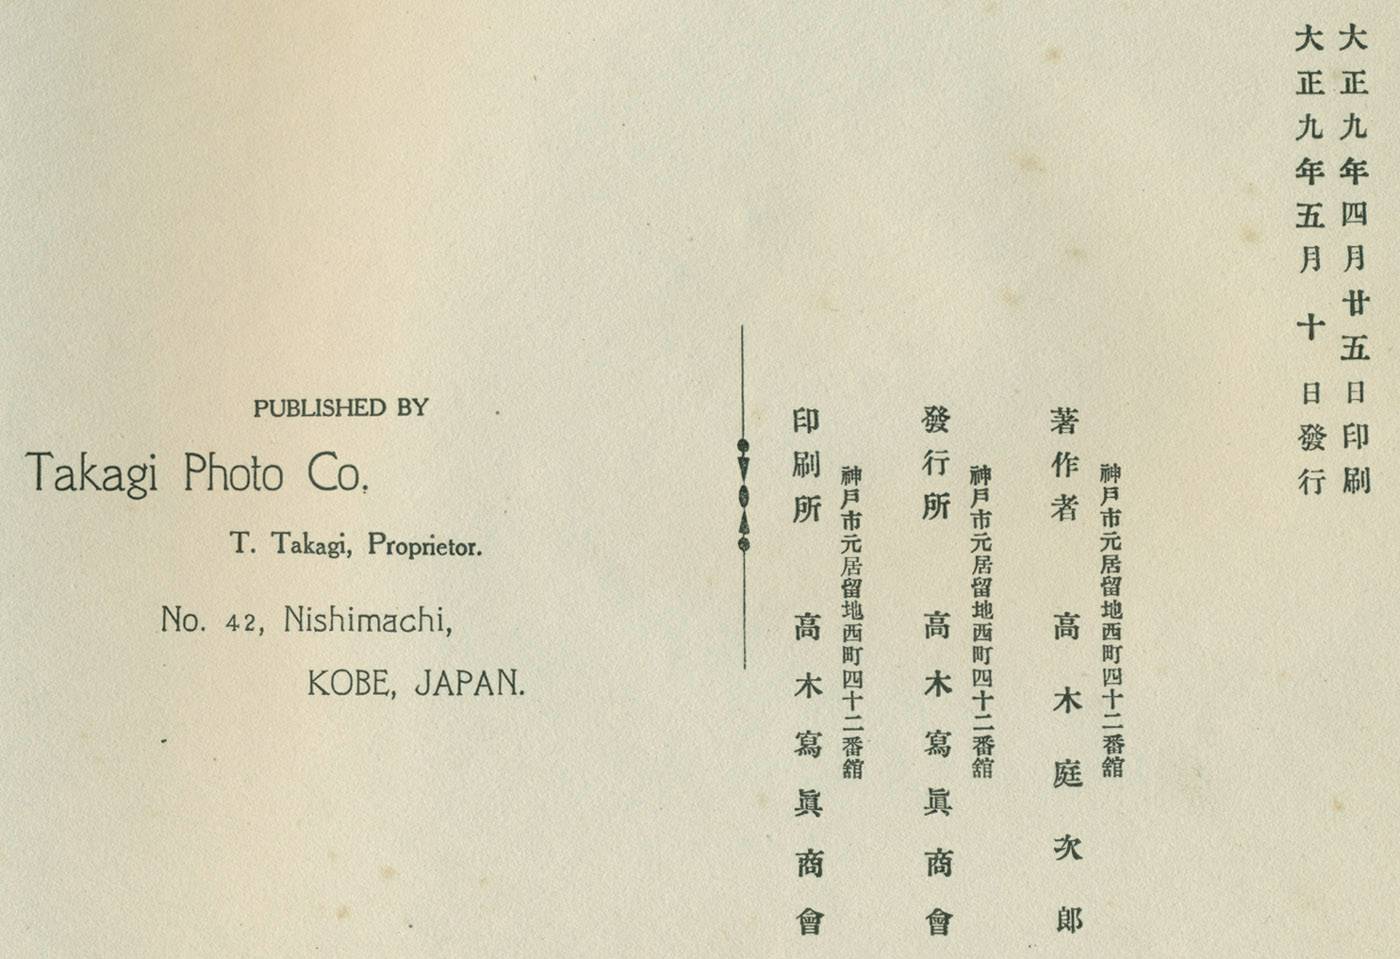 大正九年四月廿五日印刷
大正九年五月十日發行
神戸市元居留地西町四十二番舘
著作者 高木庭次郎
神戸市元居留地西町四十二番舘
發行所 高木寫眞商會
神戸市元居留地西町四十二番舘
印刷所 高木寫眞商會
PUBLISHED BY
Takagi Photo Co.
T. Takagi, Proprietor.
No. 42, Nishimachi,
KOBE, JAPAN.